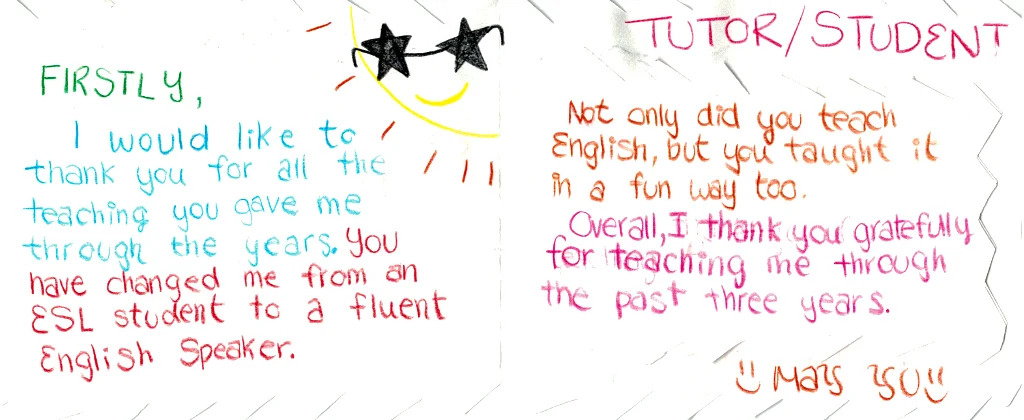 FIRSTLY,
I would like to
thank you for all the
teaching you gave me
through the years. You
have changed me from an
ESL student to a fluent
English Speaker.
TUTOR/STUDENT
Not only did you teach
English, but you taught it
in a fun way too.
Overall, I thank you gratefully
for teaching me through
the past three years.